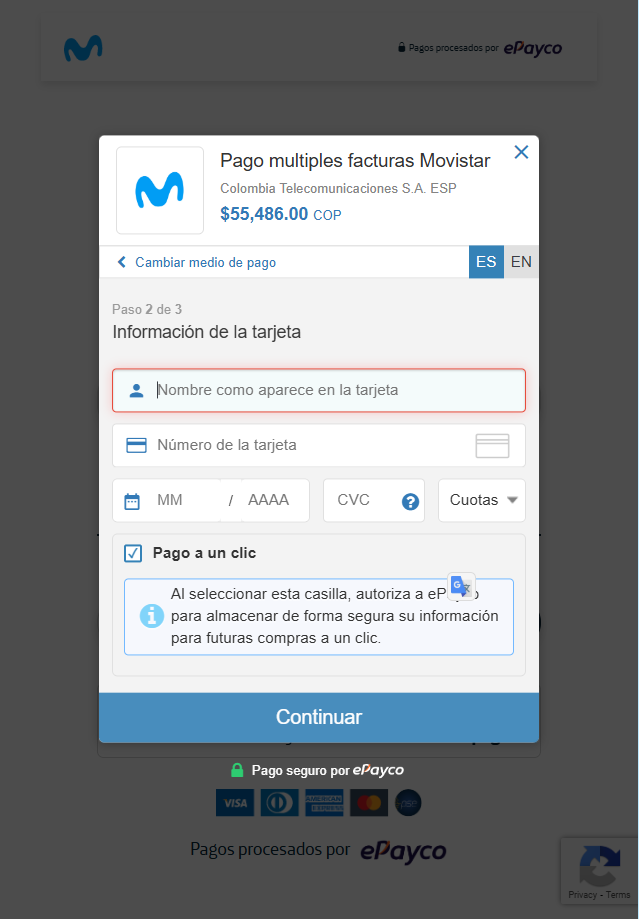 Pagos procesados por ePayco
Pago multiples facturas Movistar
Colombia Telecomunicaciones S.A. ESP
$55,486.00 COP
Cambiar medio de pago
ES EN
Paso 2 de 3
Información de la tarjeta
Nombre como aparece en la tarjeta
Número de la tarjeta
MM / AAAA CVC ? Cuotas
Pago a un clic
Al seleccionar esta casilla, autoriza a
para almacenar de forma segura su información
para futuras compras a un clic.
Continuar
Pago seguro por ePayco
VISA AMERICAN EXPRESS
Pagos procesados por ePayco
Privacy - Terms